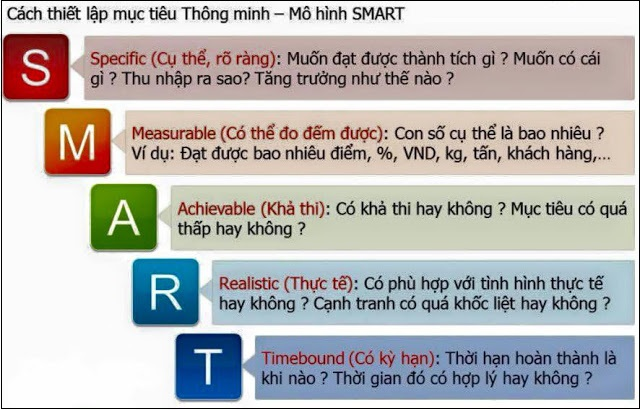 Cách thiết lập mục tiêu Thông minh – Mô hình SMART
S
Specific (Cụ thể, rõ ràng): Muốn đạt được thành tích gì ? Muốn có cái
gì ? Thu nhập ra sao? Tăng trưởng như thế nào ?
M
Measurable (Có thể đo đếm được): Con số cụ thể là bao nhiêu ?
Ví dụ: Đạt được bao nhiêu điểm, %, VND, kg, tấn, khách hàng,...
A
Achievable (Khả thi): Có khả thi hay không ? Mục tiêu có quá
thấp hay không ?
R
Realistic (Thực tế): Có phù hợp với tình hình thực tế
hay không ? Cạnh tranh có quá khốc liệt hay không ?
T
Timebound (Có kỳ hạn): Thời hạn hoàn thành là
khi nào ? Thời gian đó có hợp lý hay không ?